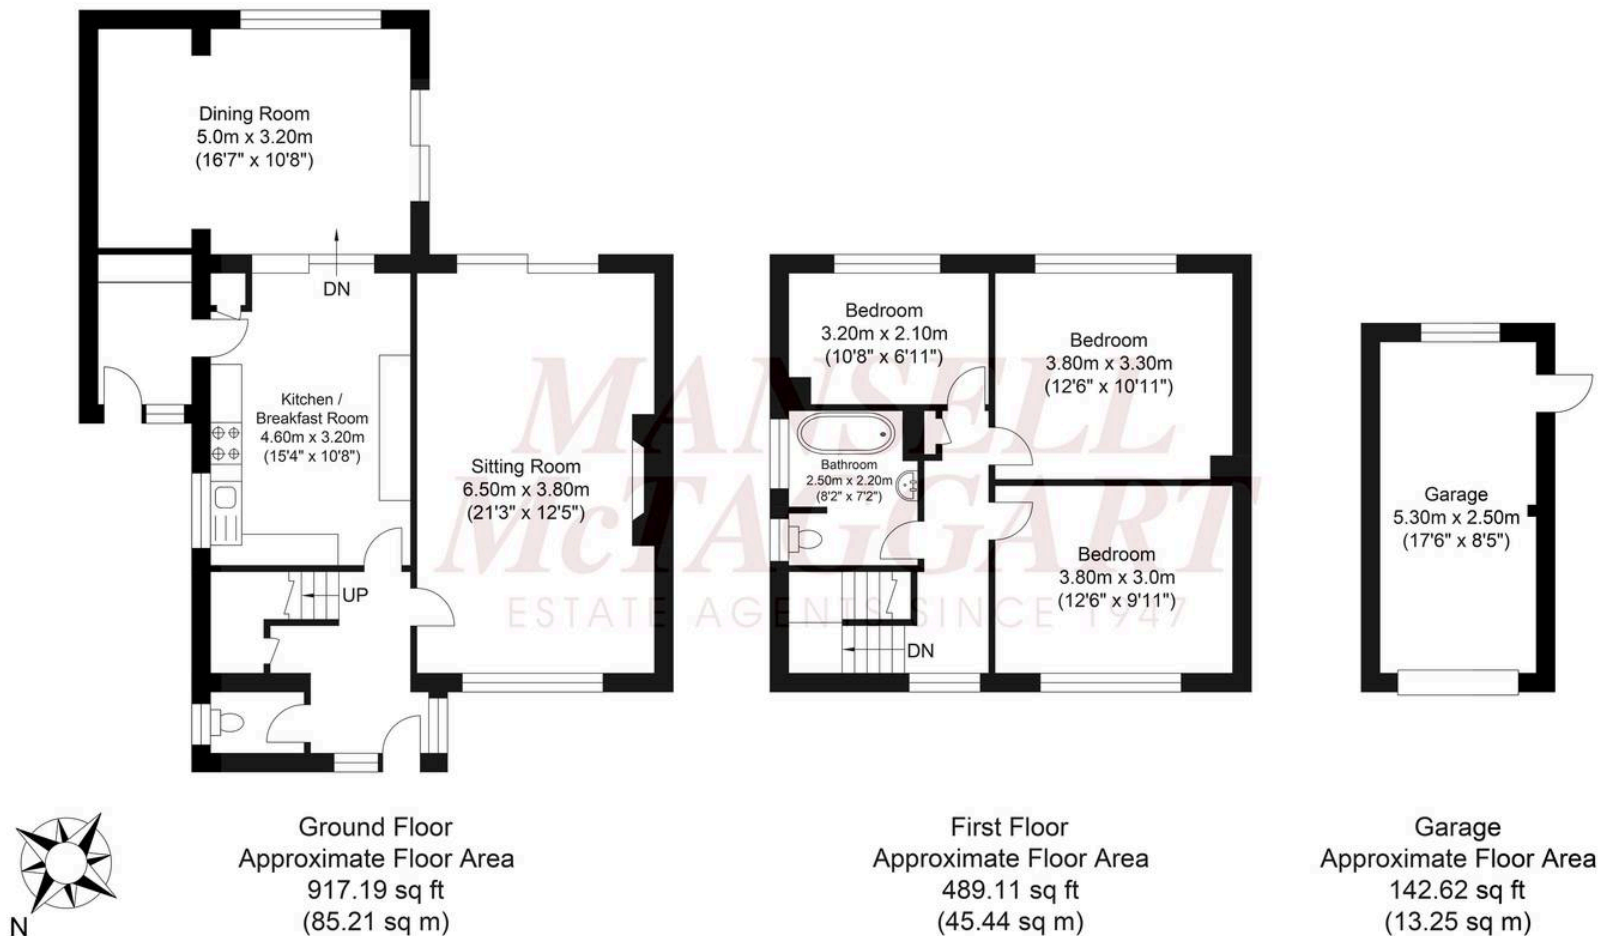 Dining Room
5.0m x 3.20m
(16'7" x 10'8")
DN
Kitchen /
Breakfast Room
4.60m x 3.20m
(15'4" x 10'8")
Sitting Room
6.50m x 3.80m
(21'3" x 12'5")
UP
Bedroom
3.20m x 2.10m
(10'8" x 6'11")
Bedroom
3.80m x 3.30m
(12'6" x 10'11")
Bathroom
2.50m x 2.20m
(8'2" x 7'2")
Bedroom
3.80m x 3.0m
(12'6" x 9'11")
DN
Garage
5.30m x 2.50m
(17'6" x 8'5")
MANSELL
McTAGGART
ESTATE AGENTS SINCE 1947
N
Ground Floor
Approximate Floor Area
917.19 sq ft
(85.21 sq m)
First Floor
Approximate Floor Area
489.11 sq ft
(45.44 sq m)
Garage
Approximate Floor Area
142.62 sq ft
(13.25 sq m)